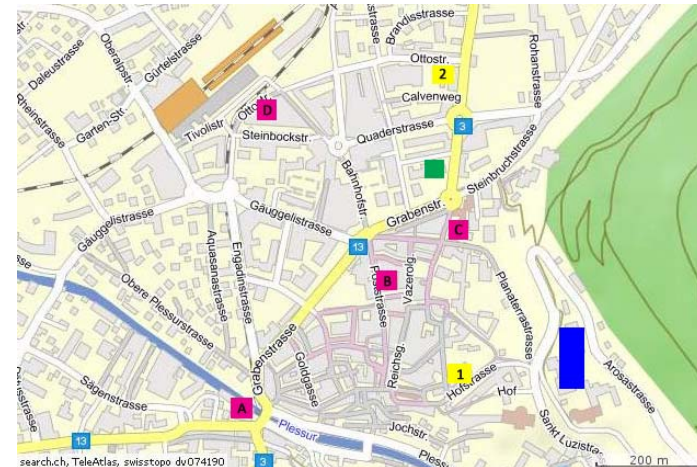 Brandisstrasse
Ottostr.
2
Calvenweg
Rohanstrasse
Daleustrasse
Oberalpstr.
Gürtelstrasse
Rheinstrasse
Garten-Str.
Tivolistr.
Ottostr.
D
Steinbockstr.
Quaderstrasse
3
Steinbruchstrasse
Bahnhofstr.
Gäuggelistrasse
Grabenstr.
C
Gäuggelistrasse
13
Aquasanastrasse
Engadinstrasse
Poststrasse
B
Vazerolg.
Planaterrastrasse
Obere Plessurstrasse
Grabenstrasse
Goldgasse
Reichsg.
1
Hofstrasse
Hof
Arosastrasse
Sägenstrasse
A
Plessur
Jochstr.
Sankt Luzistr
13
3
search.ch, TeleAtlas, swisstopo dv074190
200 m